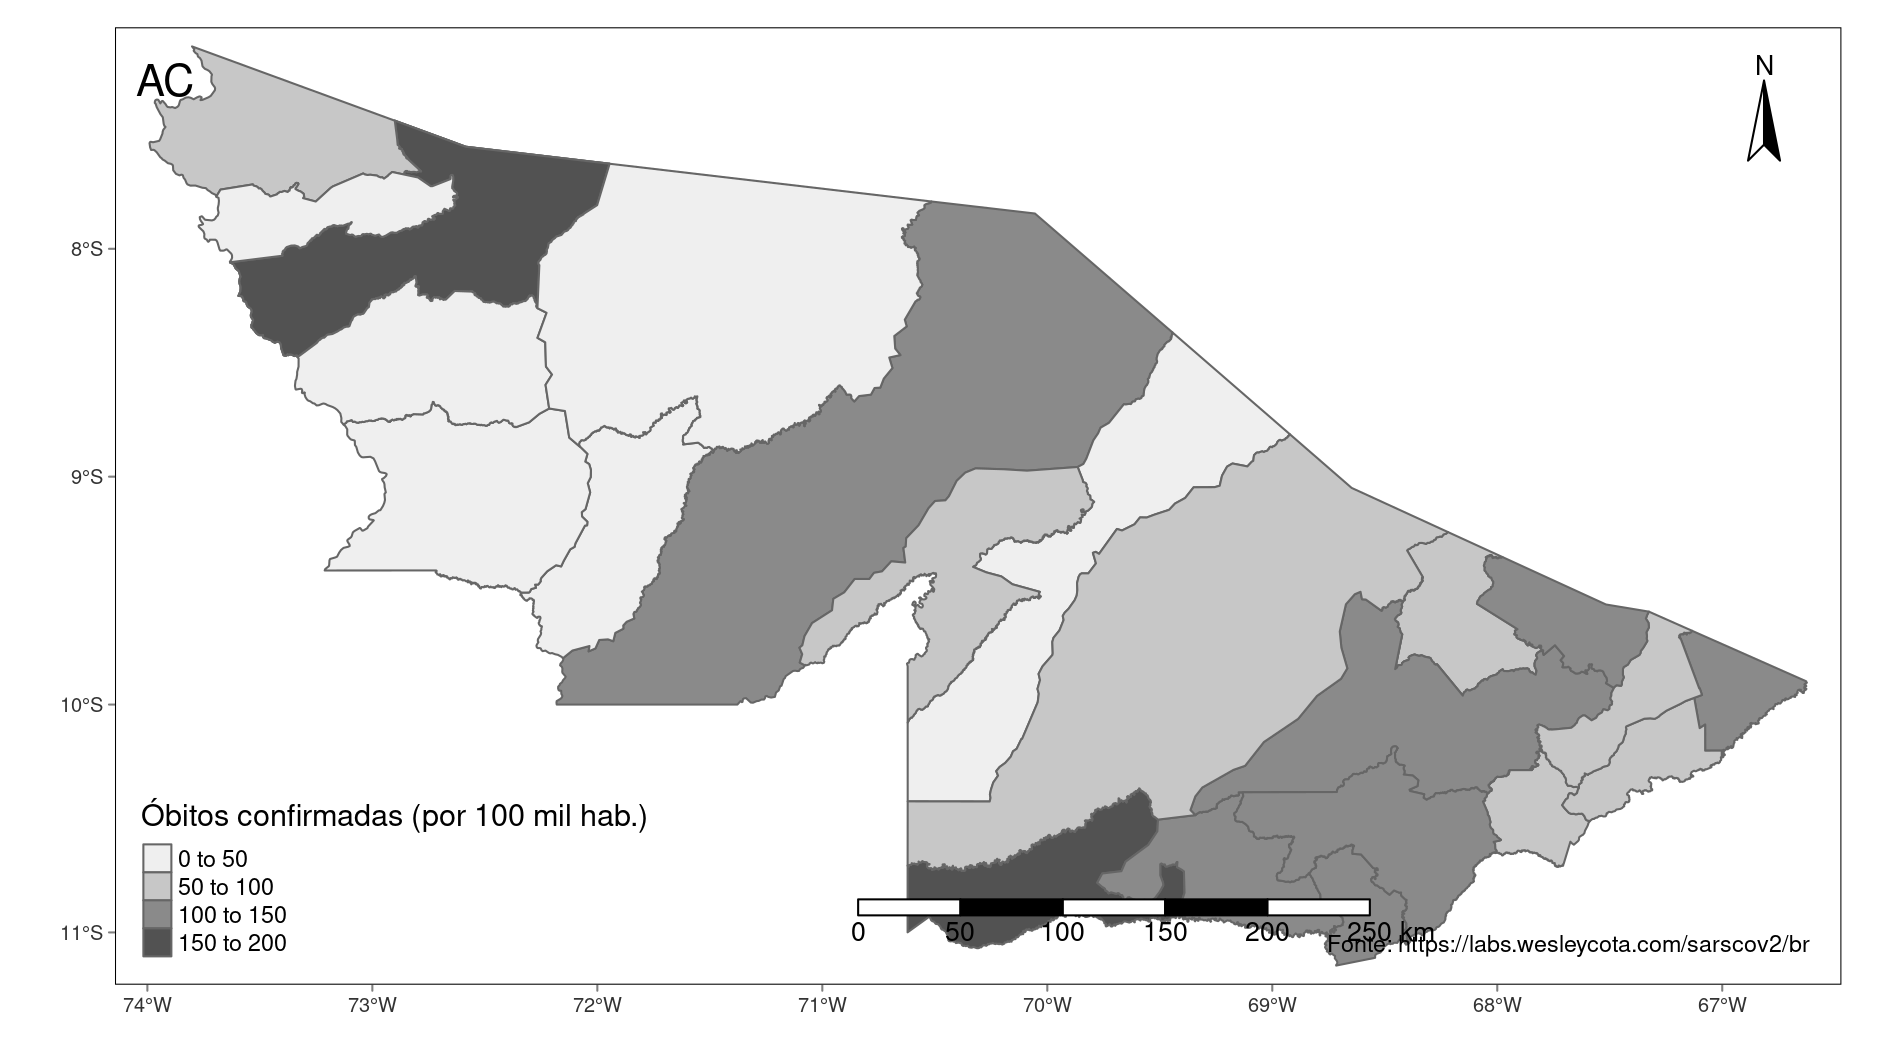 AC
N
8°S
9°S
10°S
11°S
Óbitos confirmadas (por 100 mil hab.)
0 to 50
50 to 100
100 to 150
150 to 200
0 50 100 150 200 250 km
Fonte: https://labs.wesleycota.com/sarscov2/br
74°W 73°W 72°W 71°W 70°W 69°W 68°W 67°W